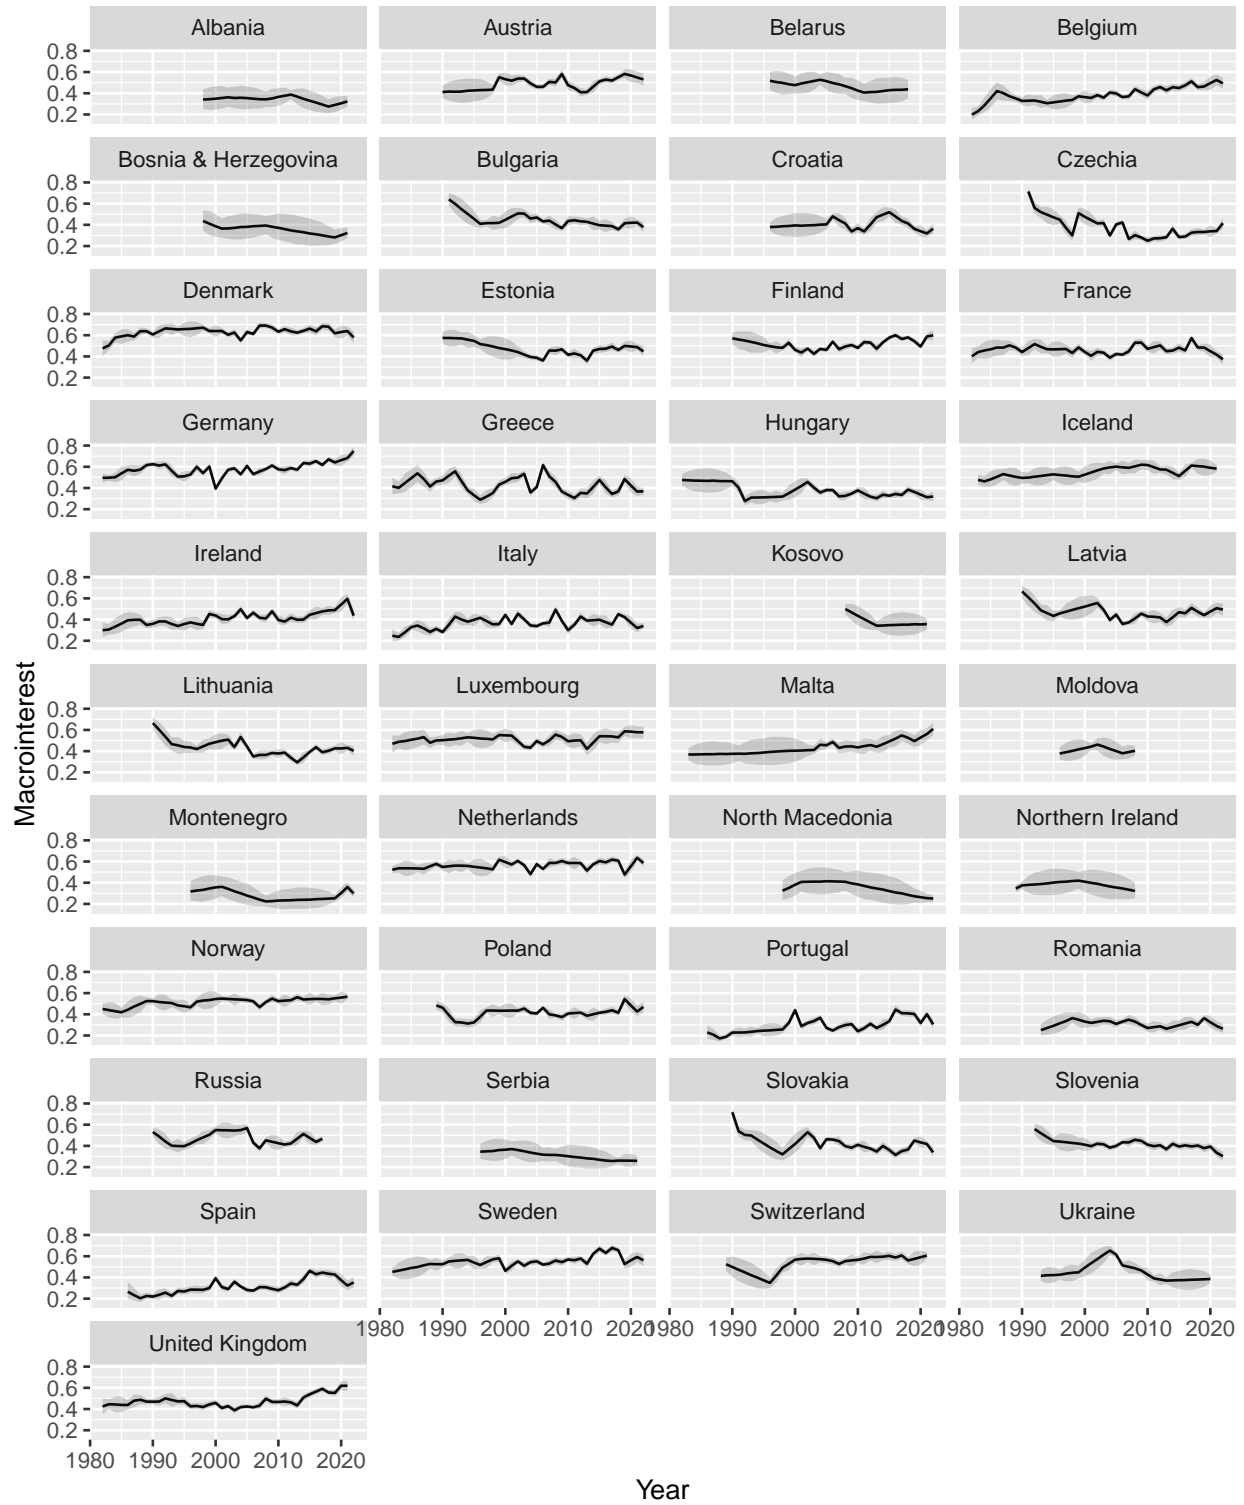 Albania Austria Belarus Belgium
0.8
0.6
0.4
0.2
Bosnia & Herzegovina Bulgaria Croatia Czechia
0.8
0.6
0.4
0.2
Denmark Estonia Finland France
0.8
0.6
0.4
0.2
Germany Greece Hungary Iceland
0.8
0.6
0.4
0.2
Ireland Italy Kosovo Latvia
0.8
0.6
0.4
0.2
Macrointerest
Lithuania Luxembourg Malta Moldova
0.8
0.6
0.4
0.2
Montenegro Netherlands North Macedonia Northern Ireland
0.8
0.6
0.4
0.2
Norway Poland Portugal Romania
0.8
0.6
0.4
0.2
Russia Serbia Slovakia Slovenia
0.8
0.6
0.4
0.2
Spain Sweden Switzerland Ukraine
0.8
0.6
0.4
0.2
1980 1990 2000 2010 2020 1980 1990 2000 2010 2020 1980 1990 2000 2010 2020
United Kingdom
0.8
0.6
0.4
0.2
1980 1990 2000 2010 2020
Year